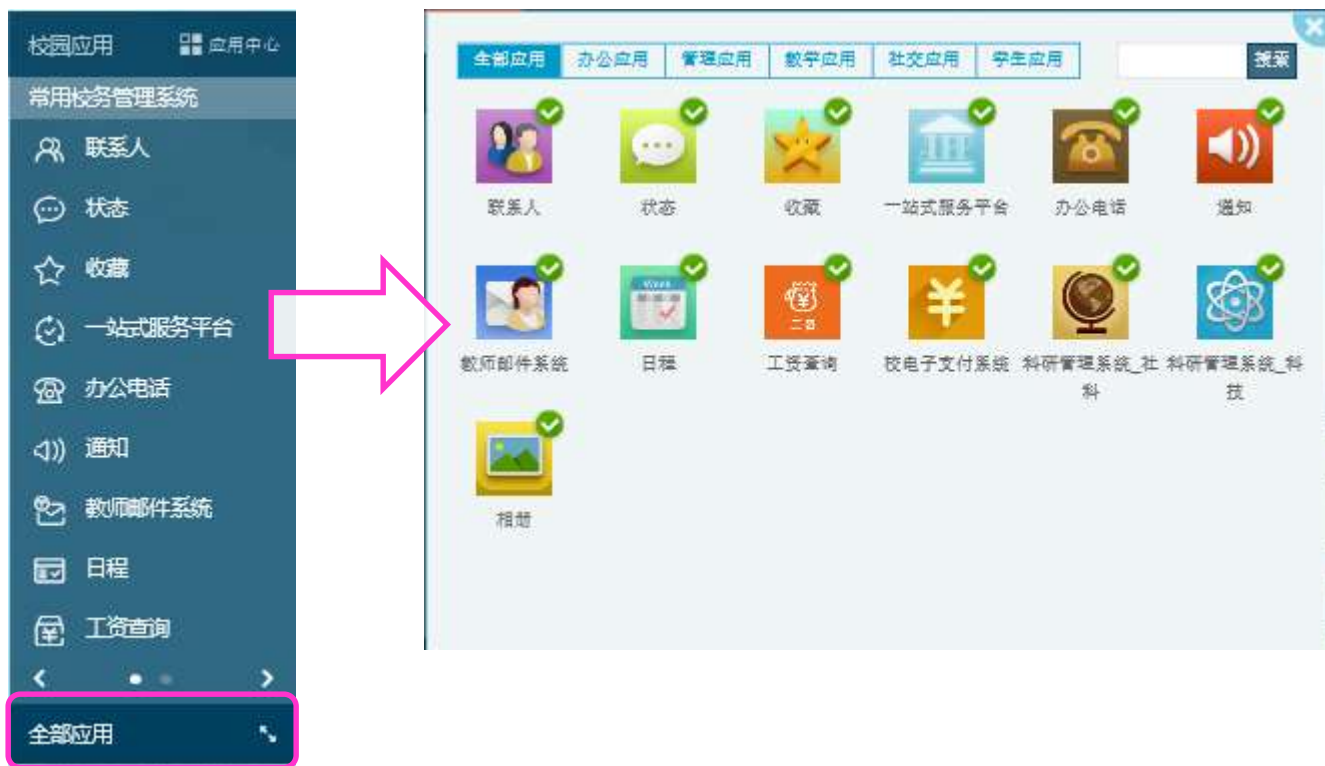 校园应用 应用中心
常用校务管理系统
联系人
状态
收藏
一站式服务平台
办公电话
通知
教师邮件系统
日程
工资查询
全部应用
全部应用 办公应用 管理应用 教学应用 社交应用 学生应用 搜索
联系人 状态 收藏 一站式服务平台 办公电话 通知
Week
教师邮件系统 日程 工资查询 校电子支付系统 科研管理系统_社 科研管理系统_科
科 技
相册